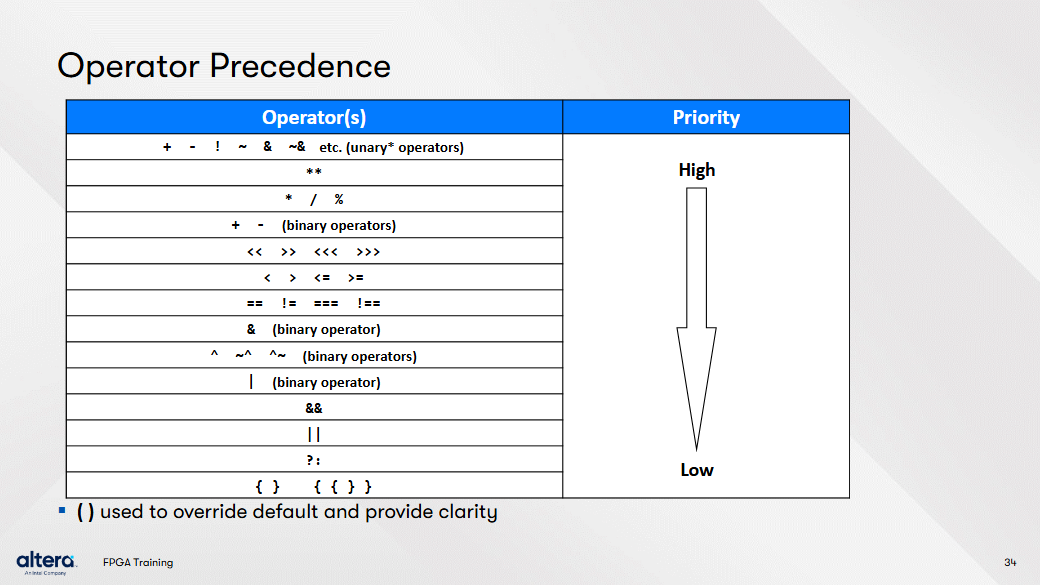 Operator Precedence
Operator(s) Priority
+ - ! ~ & ~& etc. (unary* operators)
**
High
* / %
+ - (binary operators)
<< >> <<< >>>
< > <= >=
== != === !==
& (binary operator)
^ ~^ ^~ (binary operators)
| (binary operator)
&&
||
?:
Low
{ } { { } }
▪ ( ) used to override default and provide clarity
altera
An Intel Company
FPGA Training
34